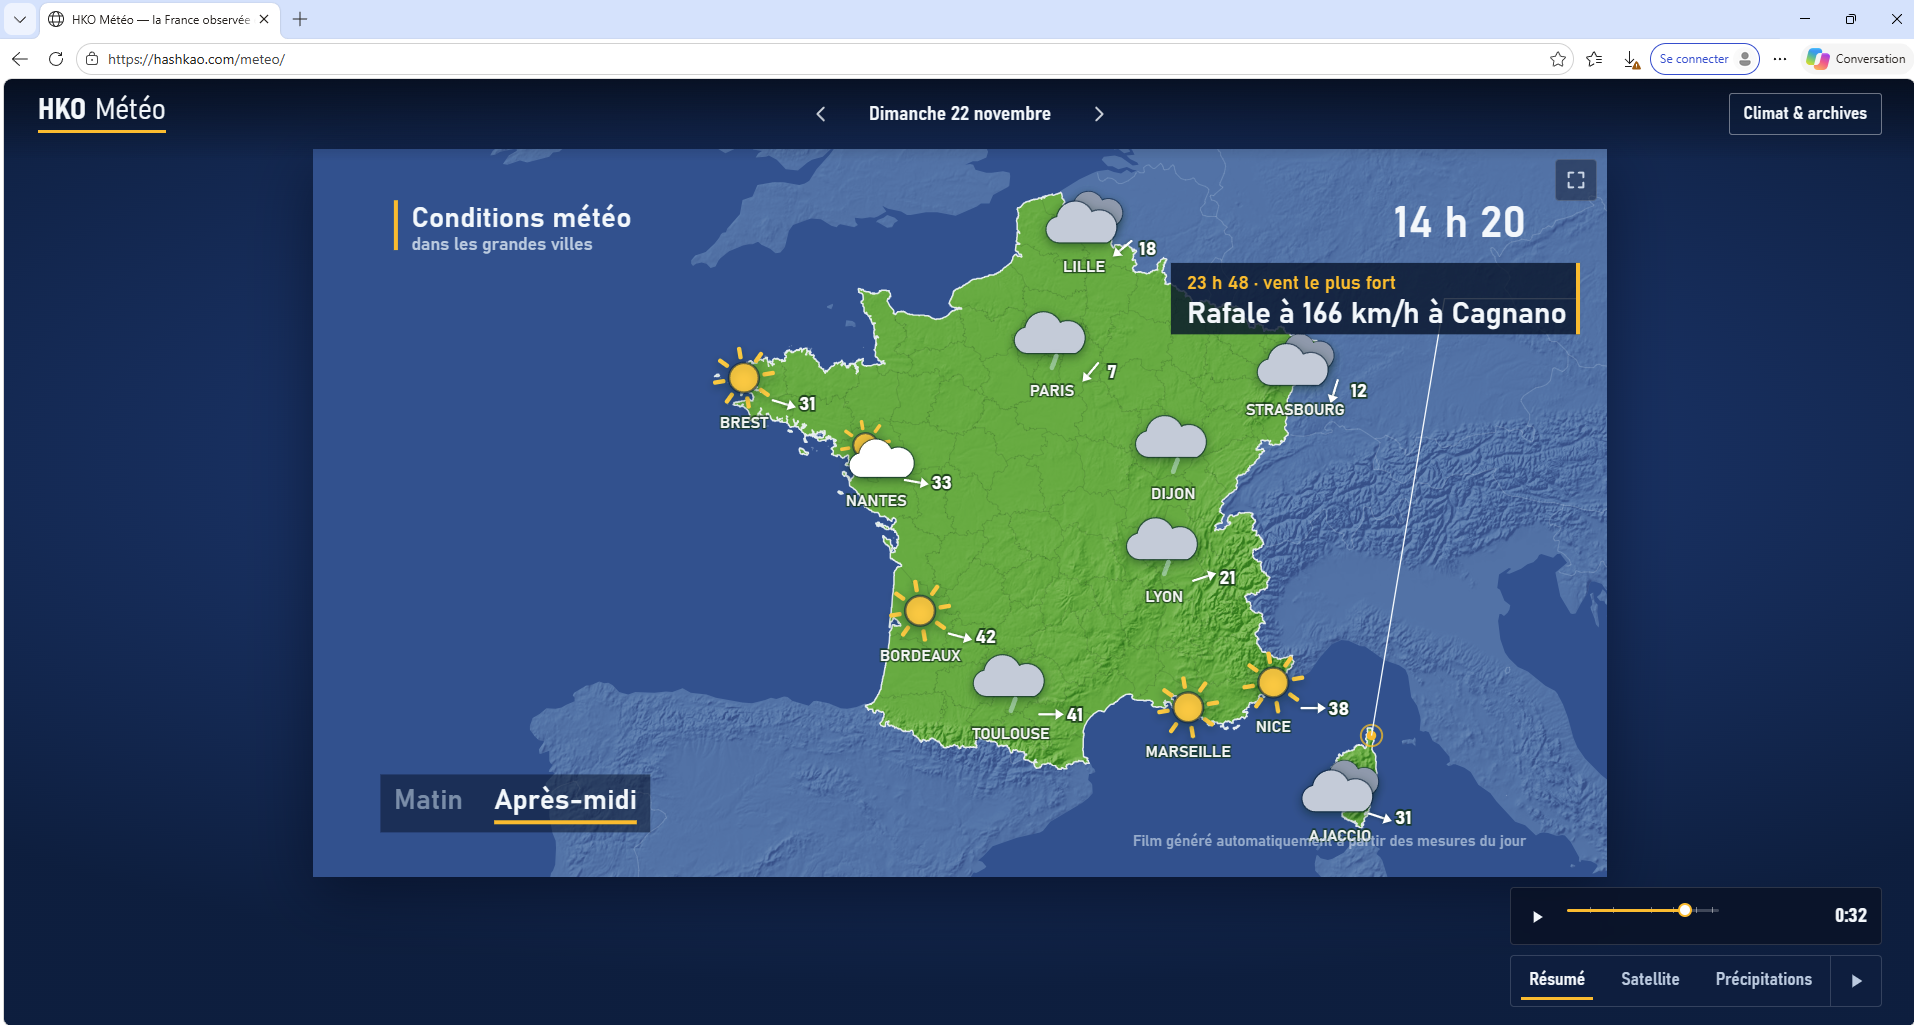 HKO Météo — la France observée
https://hashkao.com/meteo/
Se connecter
Conversation
HKO Météo
Dimanche 22 novembre
Climat & archives
Conditions météo
dans les grandes villes
14 h 20
23 h 48 · vent le plus fort
Rafale à 166 km/h à Cagnano
18
LILLE
7
PARIS
12
STRASBOURG
31
BREST
33
NANTES
DIJON
21
LYON
42
BORDEAUX
41
TOULOUSE
38
NICE
MARSEILLE
31
AJACCIO
Film généré automatiquement à partir des mesures du jour
Matin
Après-midi
0:32
Résumé
Satellite
Précipitations